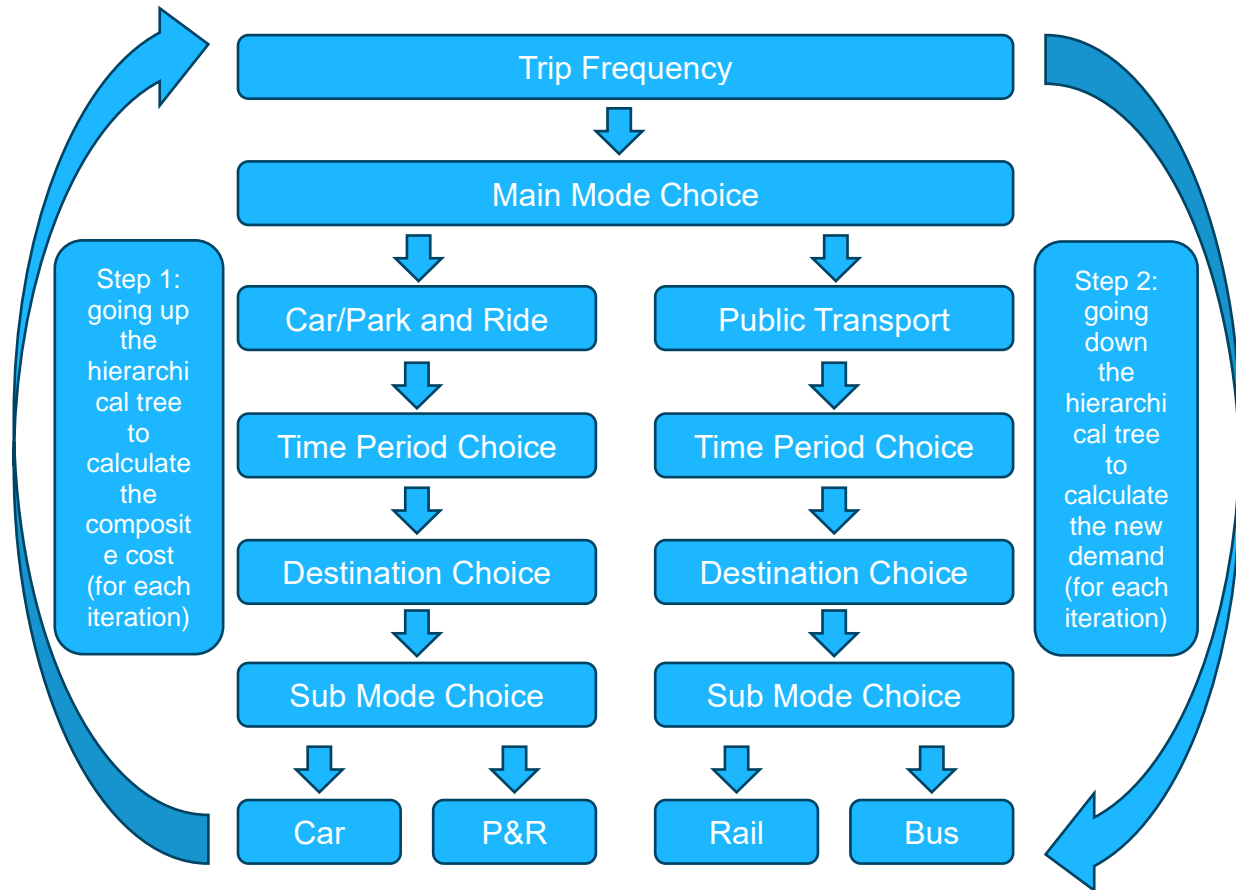 Trip Frequency
Main Mode Choice
Step 1:
going up
the
hierarchi
cal tree
to
calculate
the
composit
e cost
(for each
iteration)
Car/Park and Ride
Public Transport
Time Period Choice
Time Period Choice
Destination Choice
Destination Choice
Sub Mode Choice
Sub Mode Choice
Car
P&R
Rail
Bus
Step 2:
going
down
the
hierarchi
cal tree
to
calculate
the new
demand
(for each
iteration)